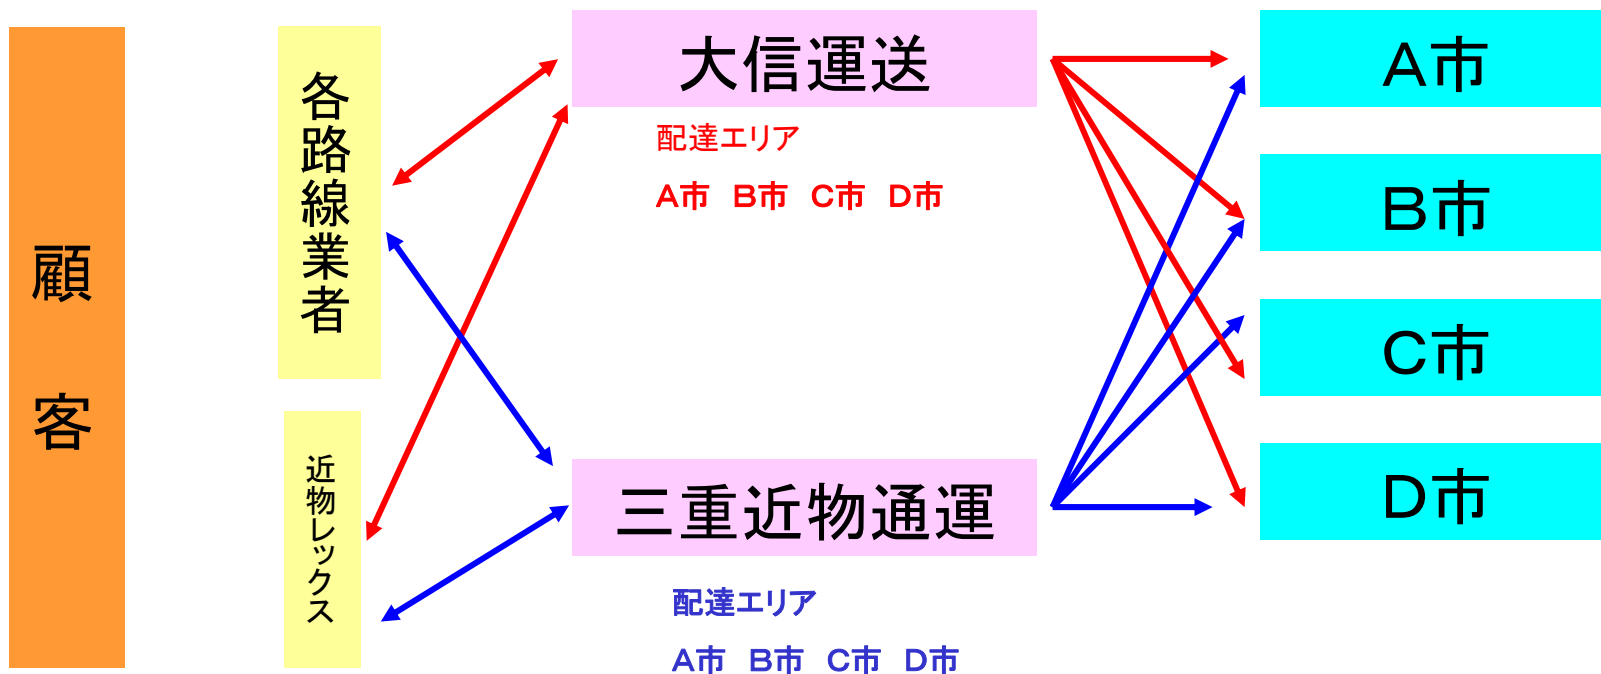 顧客
各路線業者
近物レックス
大信運送
配達エリア
A市　B市　C市　D市
三重近物通運
配達エリア
A市　B市　C市　D市
A市
B市
C市
D市